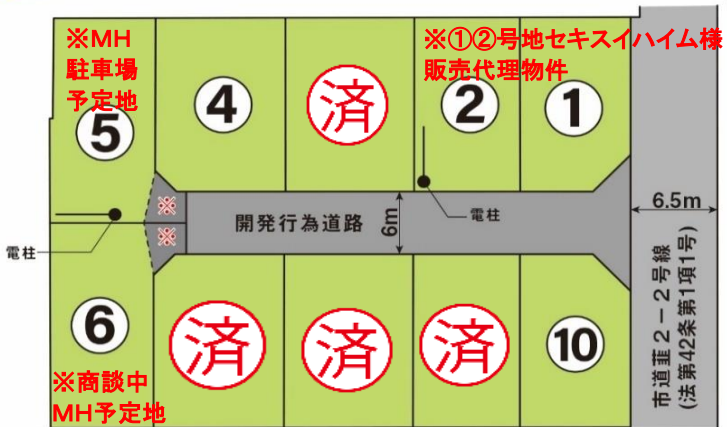 ※MH
駐車場
予定地
※①②号地セキスイハイム様
販売代理物件
5
4
済
2
1
※
※
電柱
開発行為道路
6m
電柱
6.5m
市道韮2-2号線
(法第42条第1項1号)
6
※商談中
MH予定地
済
済
済
10